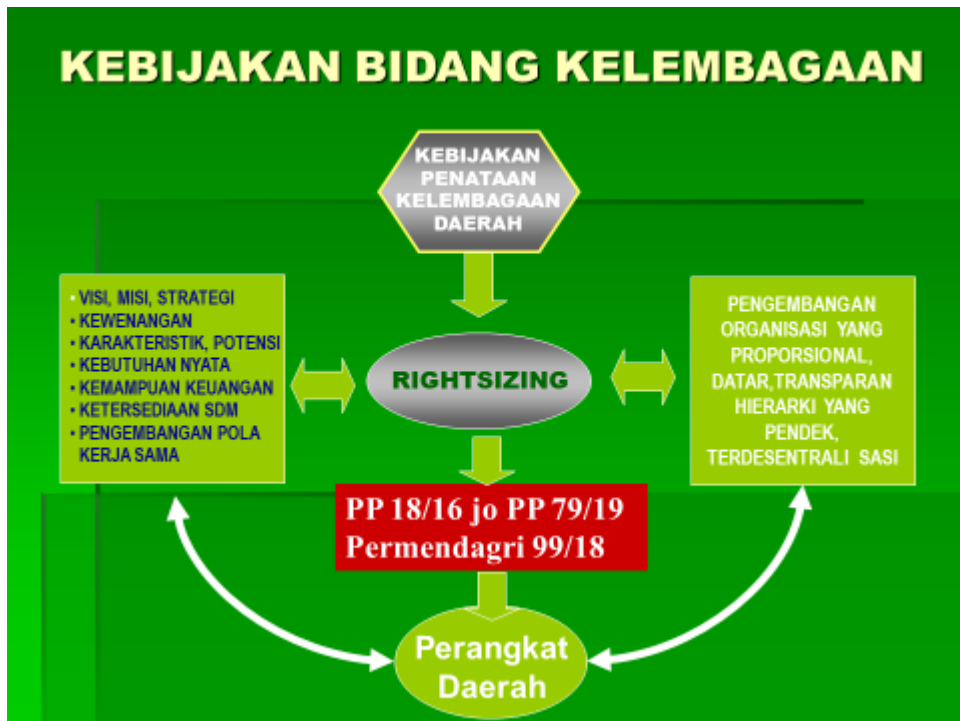 KEBIJAKAN BIDANG KELEMBAGAAN
KEBIJAKAN
PENATAAN
KELEMBAGAAN
DAERAH
• VISI, MISI, STRATEGI
• KEWENANGAN
• KARAKTERISTIK, POTENSI
• KEBUTUHAN NYATA
• KEMAMPUAN KEUANGAN
• KETERSEDIAAN SDM
• PENGEMBANGAN POLA
KERJA SAMA
RIGHTSIZING
PENGEMBANGAN
ORGANISASI YANG
PROPORSIONAL,
DATAR,TRANSPARAN
HIERARKI YANG
PENDEK,
TERDESENTRALI SASI
PP 18/16 jo PP 79/19
Permendagri 99/18
Perangkat
Daerah